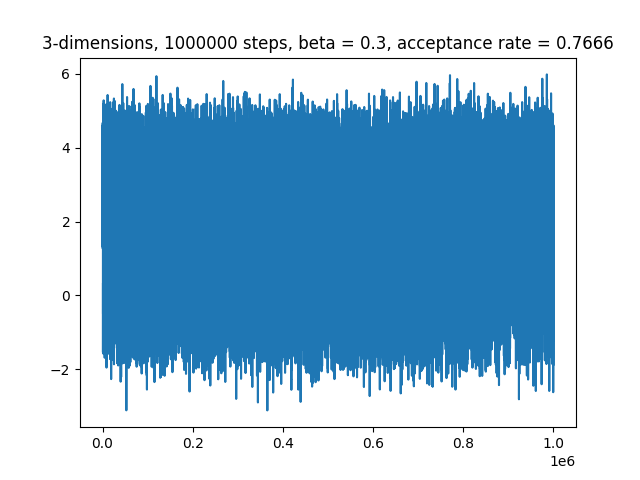 3-dimensions, 1000000 steps, beta = 0.3, acceptance rate = 0.7666
6
4
2
0
−2
0.0 0.2 0.4 0.6 0.8 1.0
1e6